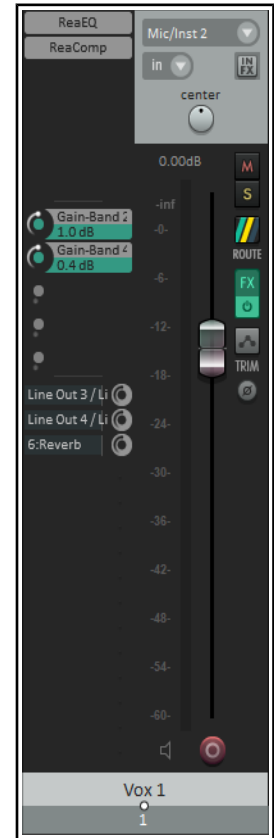 ReaEQ
ReaComp
Mic/Inst 2
in
IN
FX
center
0.00dB
M
S
ROUTE
FX
TRIM
-inf
-0-
-6-
-12-
-18-
-24-
-30-
-36-
-42-
-48-
-54-
-60-
Gain-Band 2
1.0 dB
Gain-Band 4
0.4 dB
Line Out 3 / Li
Line Out 4 / Li
6:Reverb
Vox 1
1